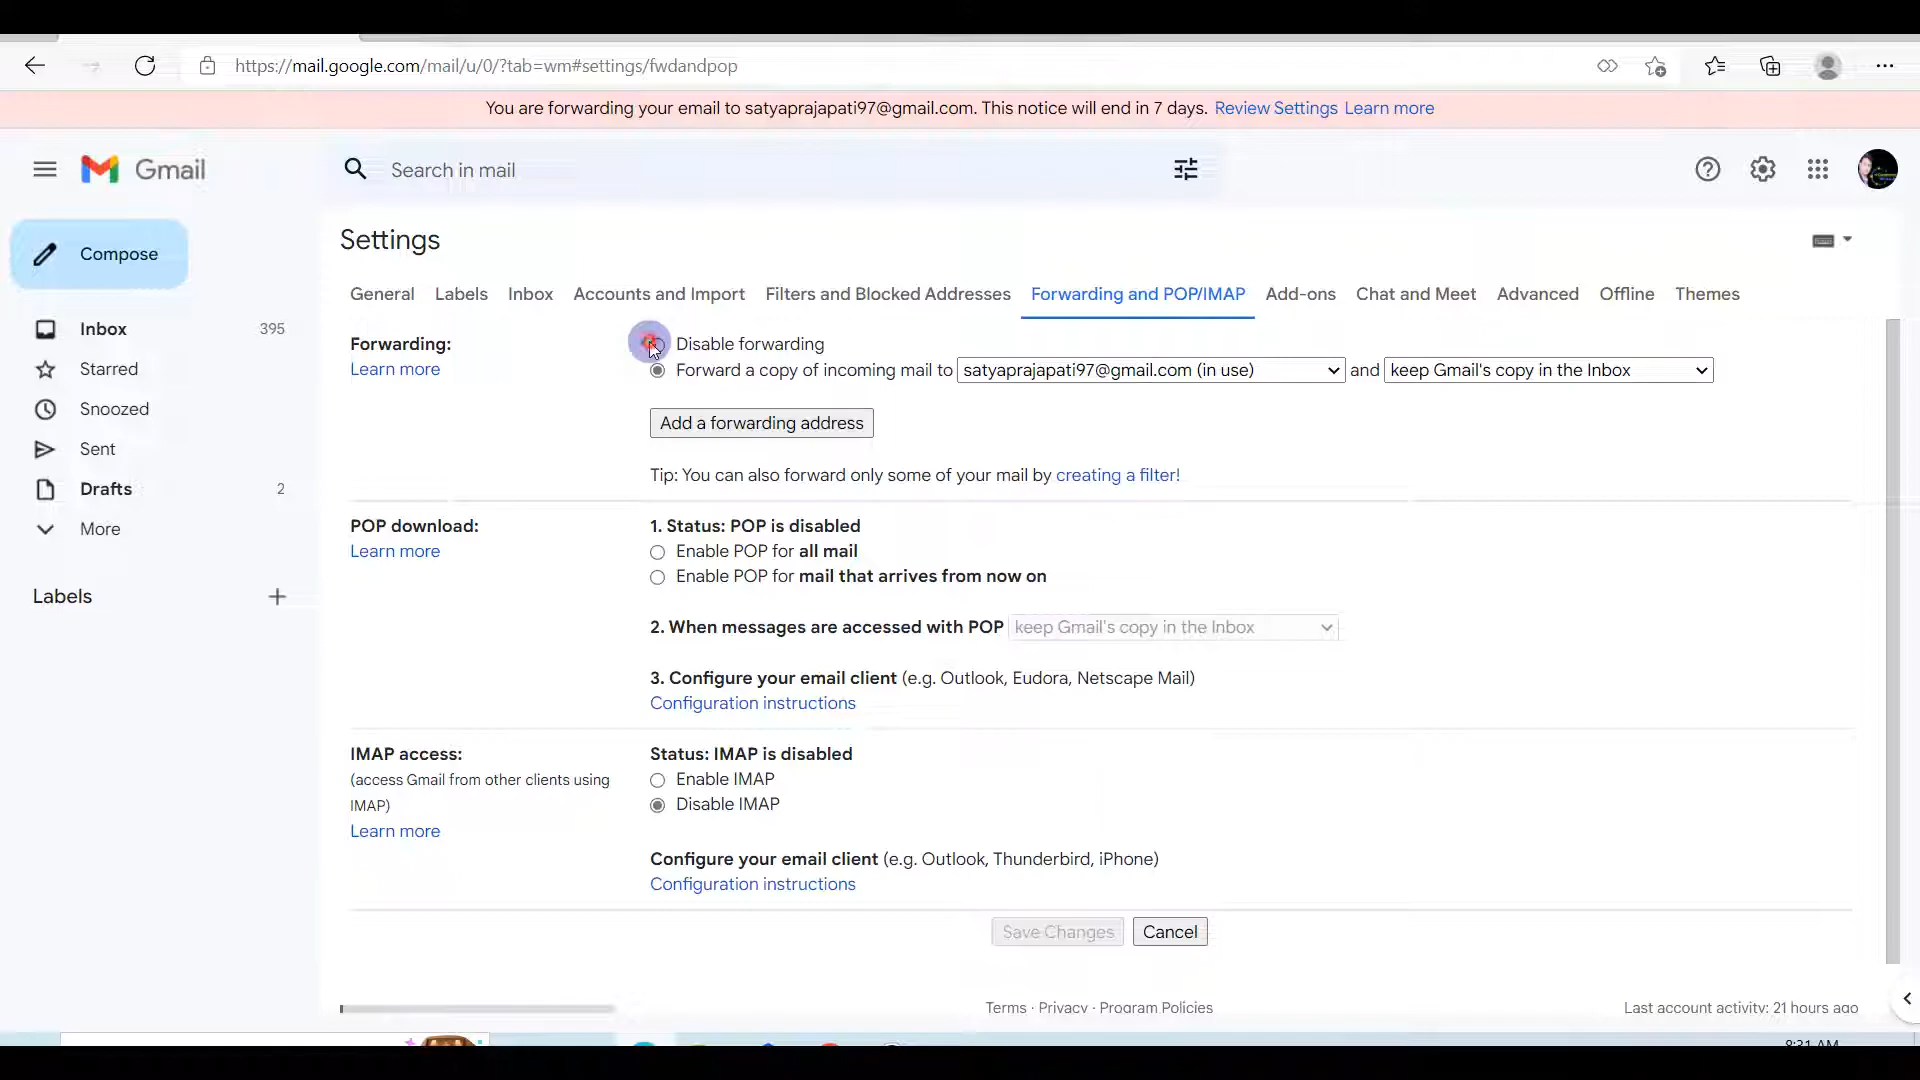 https://mail.google.com/mail/u/0/?tab=wm#settings/fwdandpop
You are forwarding your email to satyaprajapati97@gmail.com. This notice will end in 7 days. Review Settings Learn more
Gmail
Search in mail
Compose
Inbox 395
Starred
Snoozed
Sent
Drafts 2
More
Labels
Settings
General Labels Inbox Accounts and Import Filters and Blocked Addresses Forwarding and POP/IMAP Add-ons Chat and Meet Advanced Offline Themes
Forwarding:
Learn more
Disable forwarding
Forward a copy of incoming mail to satyaprajapati97@gmail.com (in use) and keep Gmail's copy in the Inbox
Add a forwarding address
Tip: You can also forward only some of your mail by creating a filter!
POP download:
Learn more
1. Status: POP is disabled
Enable POP for all mail
Enable POP for mail that arrives from now on
2. When messages are accessed with POP keep Gmail's copy in the Inbox
3. Configure your email client (e.g. Outlook, Eudora, Netscape Mail)
Configuration instructions
IMAP access:
(access Gmail from other clients using
IMAP)
Learn more
Status: IMAP is disabled
Enable IMAP
Disable IMAP
Configure your email client (e.g. Outlook, Thunderbird, iPhone)
Configuration instructions
Save Changes Cancel
Terms · Privacy · Program Policies
Last account activity: 21 hours ago
8:31 AM